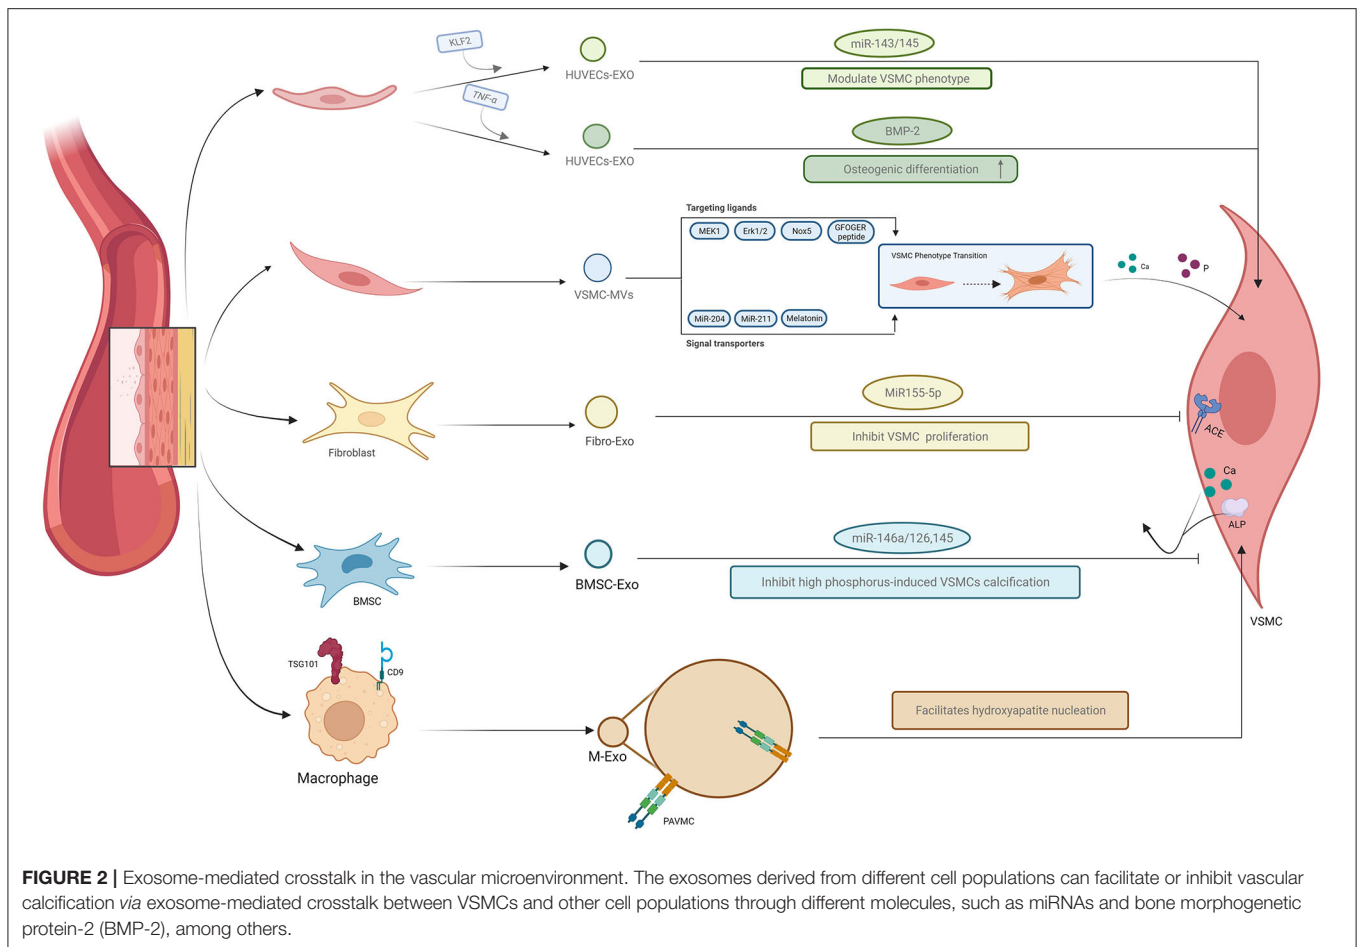 KLF2
HUVECs-EXO
miR-143/145
Modulate VSMC phenotype
TNF-α
HUVECs-EXO
BMP-2
Osteogenic differentiation
Targeting ligands
MEK1
Erk1/2
Nox5
GFOGER
peptide
VSMC-MVs
VSMC Phenotype Transition
Ca
P
MiR-204
MiR-211
Melatonin
Signal transporters
Fibroblast
Fibro-Exo
MiR155-5p
Inhibit VSMC proliferation
ACE
Ca
ALP
BMSC
BMSC-Exo
miR-146a/126,145
Inhibit high phosphorus-induced VSMCs calcification
VSMC
TSG101
CD9
Macrophage
M-Exo
PAVMC
Facilitates hydroxyapatite nucleation
FIGURE 2 | Exosome-mediated crosstalk in the vascular microenvironment. The exosomes derived from different cell populations can facilitate or inhibit vascular
calcification via exosome-mediated crosstalk between VSMCs and other cell populations through different molecules, such as miRNAs and bone morphogenetic
protein-2 (BMP-2), among others.